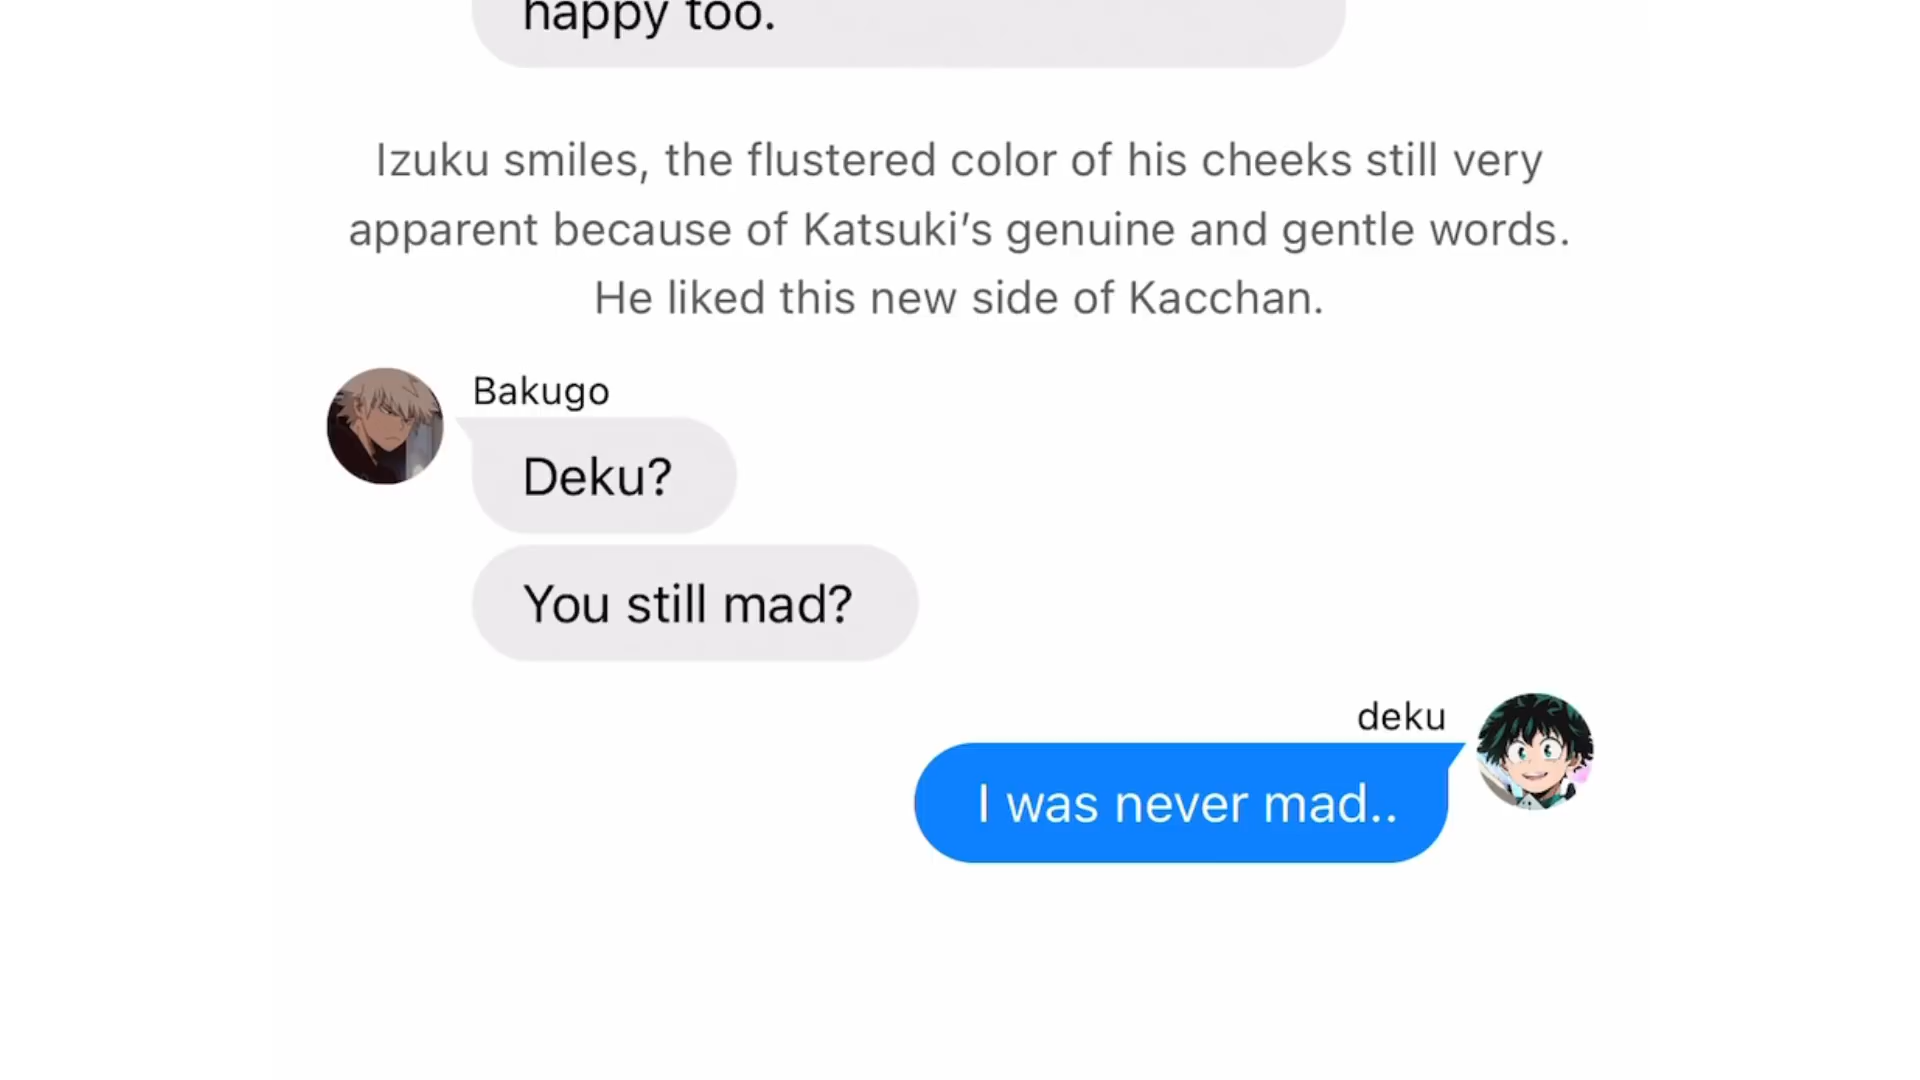 happy too.
Izuku smiles, the flustered color of his cheeks still very
apparent because of Katsuki’s genuine and gentle words.
He liked this new side of Kacchan.
Bakugo
Deku?
You still mad?
deku
I was never mad..